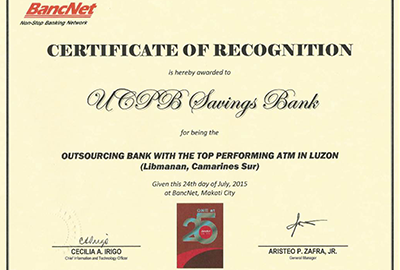 BancNet
Non-Stop Banking Network
CERTIFICATE OF RECOGNITION
is hereby awarded to
UCPB Savings Bank
for being the
OUTSOURCING BANK WITH THE TOP PERFORMING ATM IN LUZON
(Libmanan, Camarines Sur)
Given this 24th day of July, 2015
at BancNet, Makati City
25
CECILIA A. IRIGO
Chief Information and Technology Officer
ARISTEO P. ZAFRA, JR.
General Manager